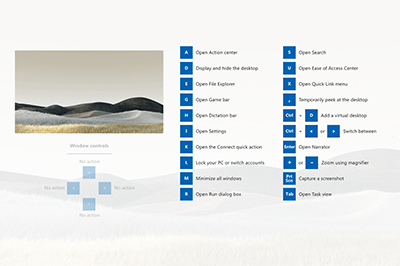 Window controls
No action
No action
No action
No action
A Open Action center
D Display and hide the desktop
E Open File Explorer
G Open Game bar
H Open Dictation bar
I Open Settings
K Open the Connect quick action
L Lock your PC or switch accounts
M Minimize all windows
R Open Run dialog box
S Open Search
U Open Ease of Access Center
X Open Quick Link menu
, Temporarily peek at the desktop
Ctrl + D Add a virtual desktop
Ctrl + < or > Switch between
Enter Open Narrator
+ or - Zoom using magnifier
Prt Scn Capture a screenshot
Tab Open Task view